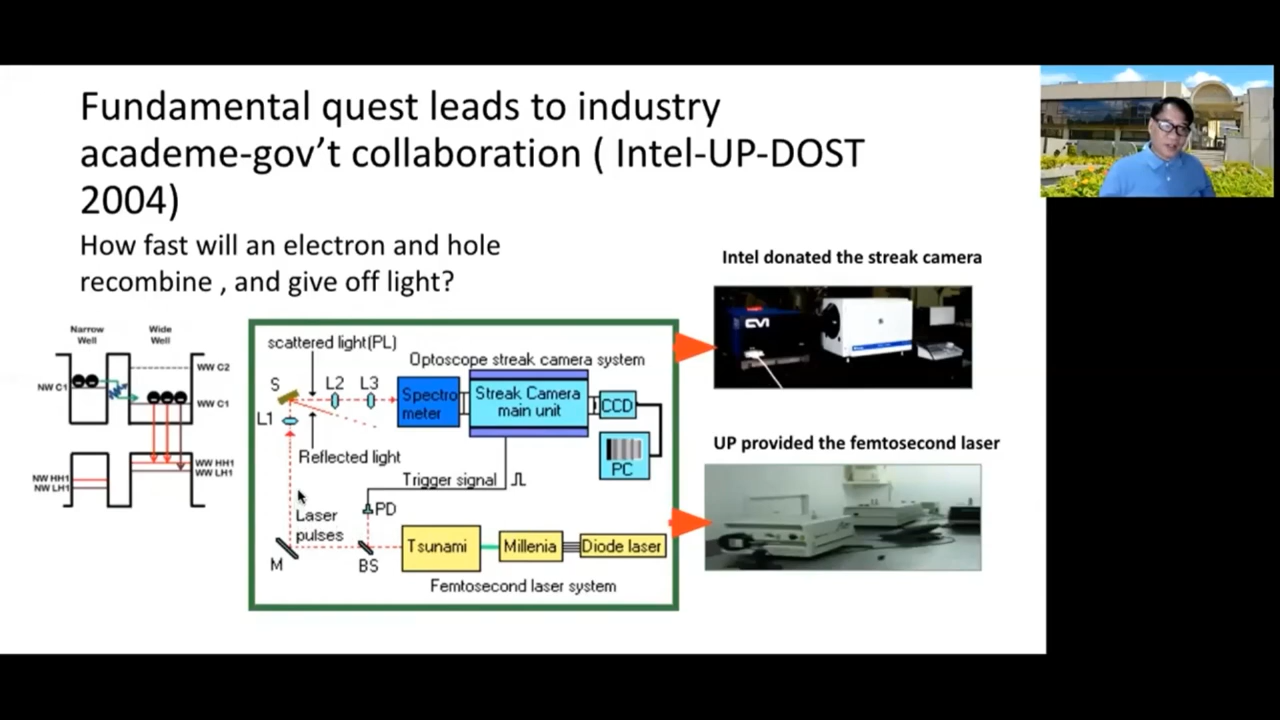 Fundamental quest leads to industry
academe-gov’t collaboration ( Intel-UP-DOST
2004)
How fast will an electron and hole
recombine , and give off light?
Intel donated the streak camera
CVI
UP provided the femtosecond laser
Narrow
Well
Wide
Well
WW C2
NW C1
WW C1
WW HH1
WW LH1
NW HH1
NW LH1
scattered light(PL)
Optoscope streak camera system
S
L2
L3
Spectro
meter
Streak Camera
main unit
CCD
L1
Reflected light
PC
Trigger signal
PD
Laser
pulses
Tsunami
Millenia
Diode laser
M
BS
Femtosecond laser system